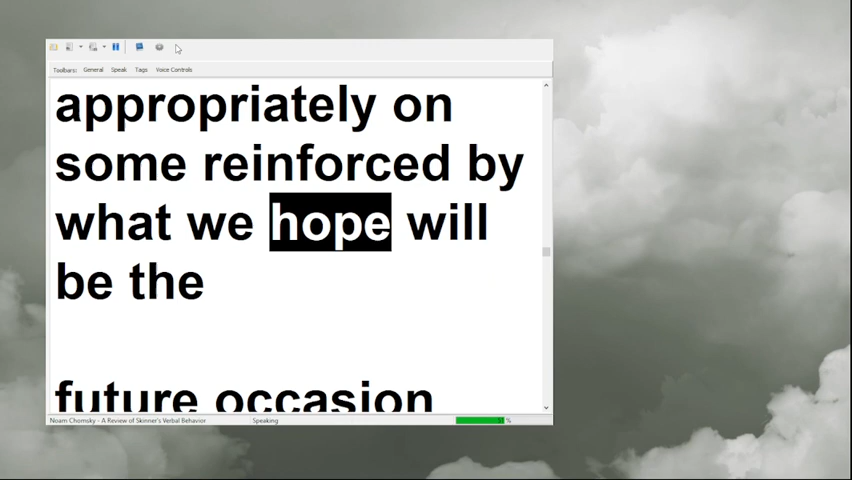 Toolbars: General Speak Tags Voice Controls
appropriately on
some reinforced by
what we hope will
be the
future occasion
Noam Chomsky - A Review of Skinner's Verbal Behavior Speaking 51 %